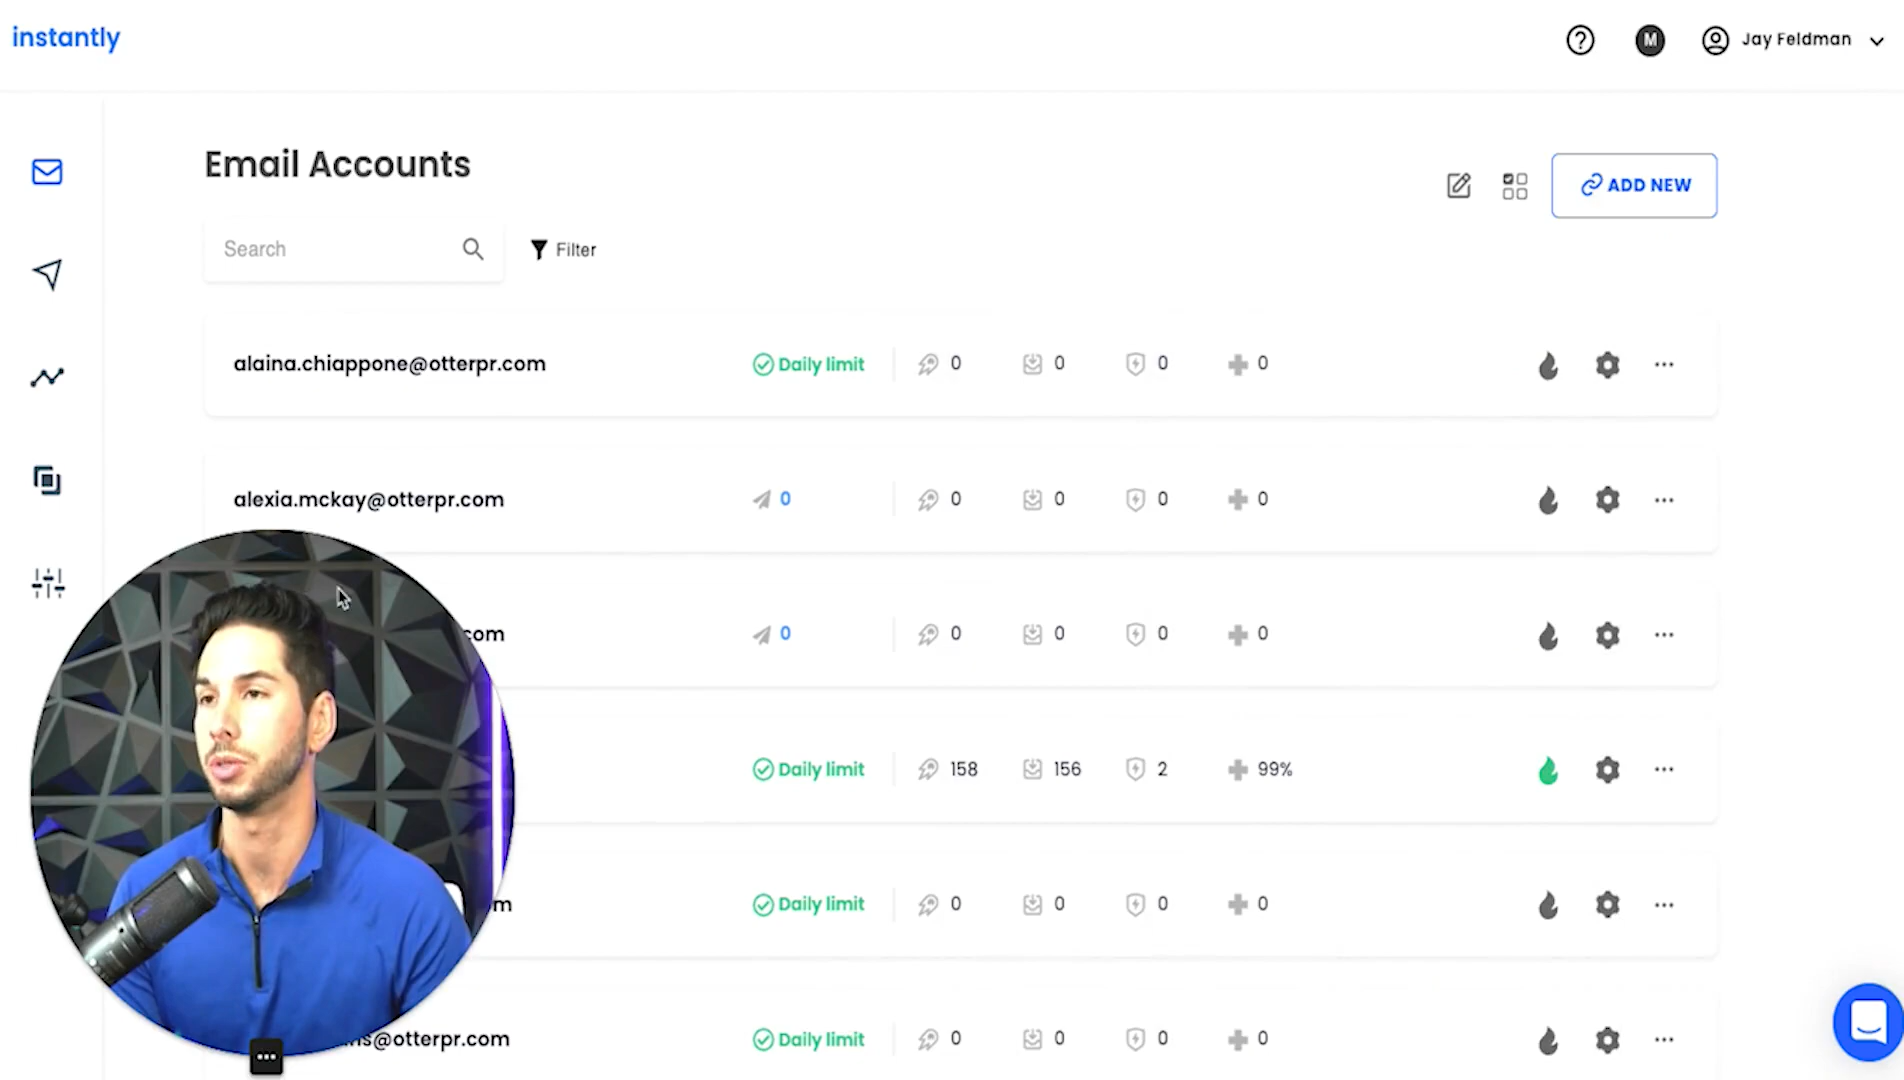 instantly
M
Jay Feldman
Email Accounts
ADD NEW
Search
Filter
alaina.chiappone@otterpr.com Daily limit 0 0 0 0
alexia.mckay@otterpr.com 0 0 0 0 0
com 0 0 0 0 0
Daily limit 158 156 2 99%
m Daily limit 0 0 0 0
ns@otterpr.com Daily limit 0 0 0 0